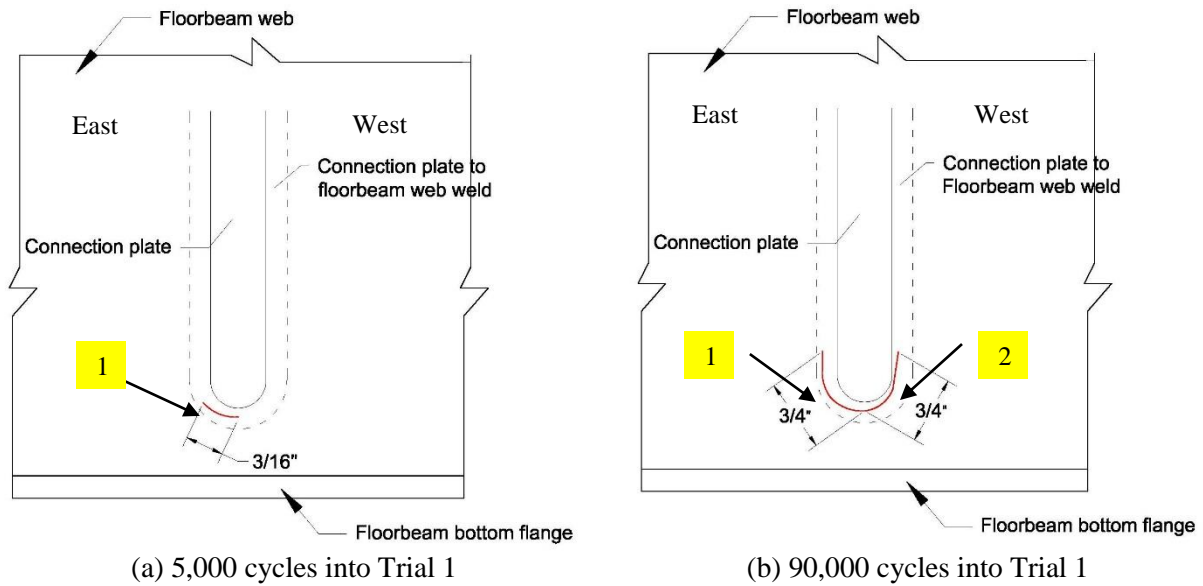 Floorbeam web
East
West
Connection plate to
floorbeam web weld
Connection plate
1
3/16"
Floorbeam bottom flange
(a) 5,000 cycles into Trial 1
Floorbeam web
East
West
Connection plate to
Floorbeam web weld
Connection plate
1
2
3/4"
3/4"
Floorbeam bottom flange
(b) 90,000 cycles into Trial 1